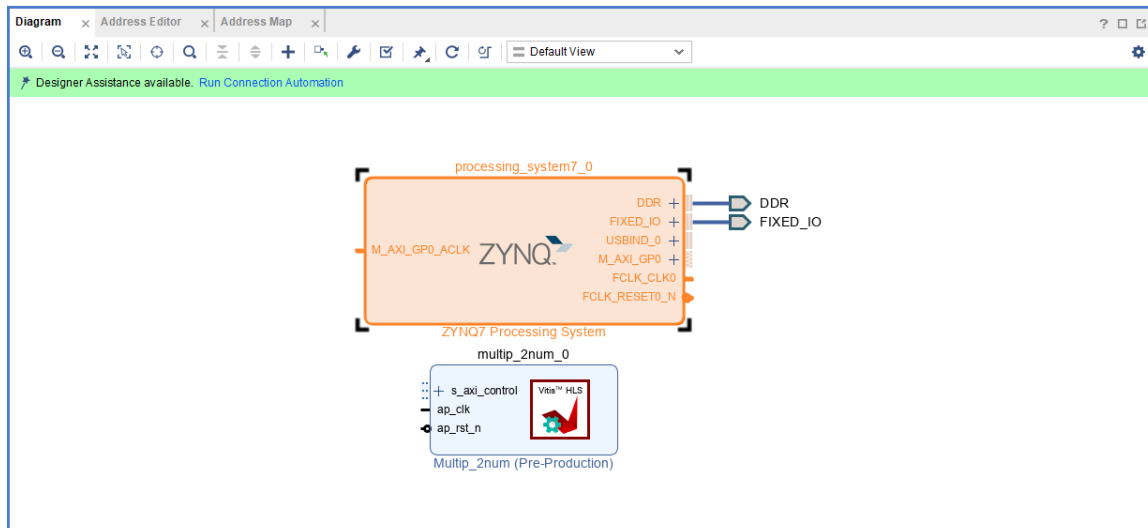 Diagram
Address Editor
Address Map
Default View
Designer Assistance available. Run Connection Automation
processing_system7_0
DDR
FIXED_IO
USBIND_0
M_AXI_GP0
FCLK_CLK0
FCLK_RESET0_N
M_AXI_GP0_ACLK
ZYNQ
DDR
FIXED_IO
ZYNQ7 Processing System
multip_2num_0
s_axi_control
ap_clk
ap_rst_n
Vitis™ HLS
Multip_2num (Pre-Production)